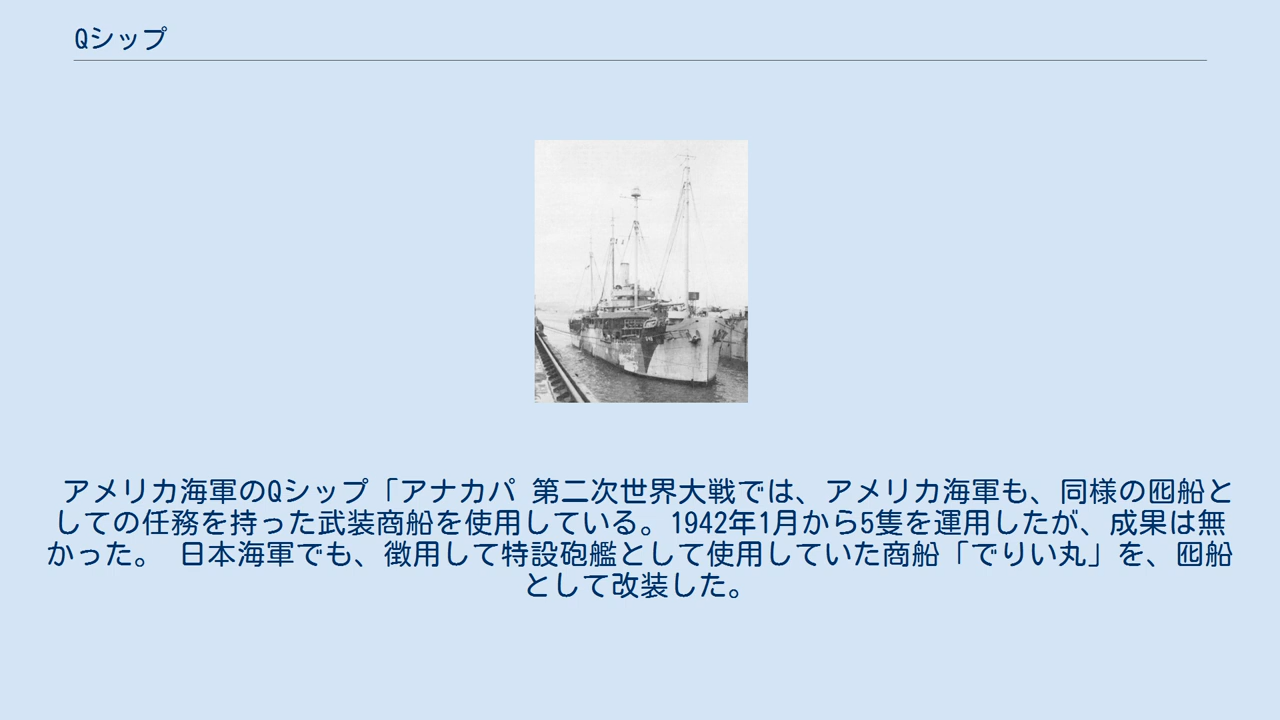 Qシップ
アメリカ海軍のQシップ「アナカパ 第二次世界大戦では、アメリカ海軍も、同様の囮船と
しての任務を持った武装商船を使用している。1942年1月から5隻を運用したが、成果は無
かった。 日本海軍でも、徴用して特設砲艦として使用していた商船「でりい丸」を、囮船
として改装した。